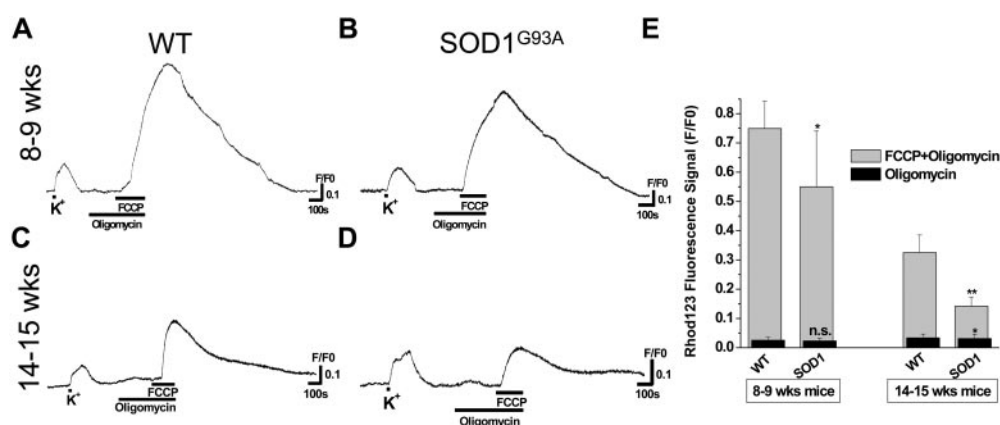 A
WT
B
SOD1G93A
E
8-9 wks
K+
FCCP
Oligomycin
F/F0
0.1
100s
K+
FCCP
Oligomycin
F/F0
0.1
100s
C
D
14-15 wks
K+
FCCP
Oligomycin
F/F0
0.1
100s
K+
FCCP
Oligomycin
F/F0
0.1
100s
Rhod123 Fluorescence Signal (F/F0)
0.8
0.7
0.6
0.5
0.4
0.3
0.2
0.1
0.0
*
FCCP+Oligomycin
Oligomycin
n.s.
**
*
WT
SOD1
WT
SOD1
8-9 wks mice
14-15 wks mice